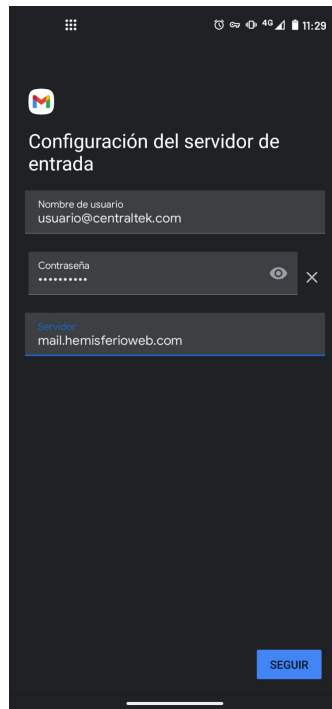 4G 11:29
Configuración del servidor de
entrada
Nombre de usuario
usuario@centraltek.com
Contraseña
••••••••••
Servidor
mail.hemisferioweb.com
SEGUIR